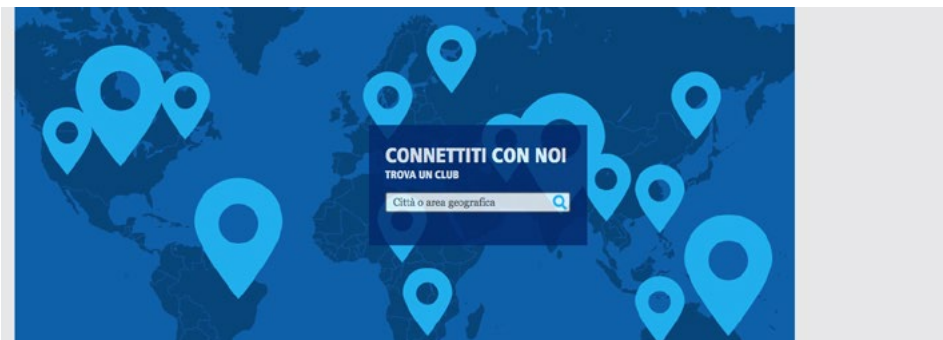 CONNETTITI CON NOI
TROVA UN CLUB
Città o area geografica